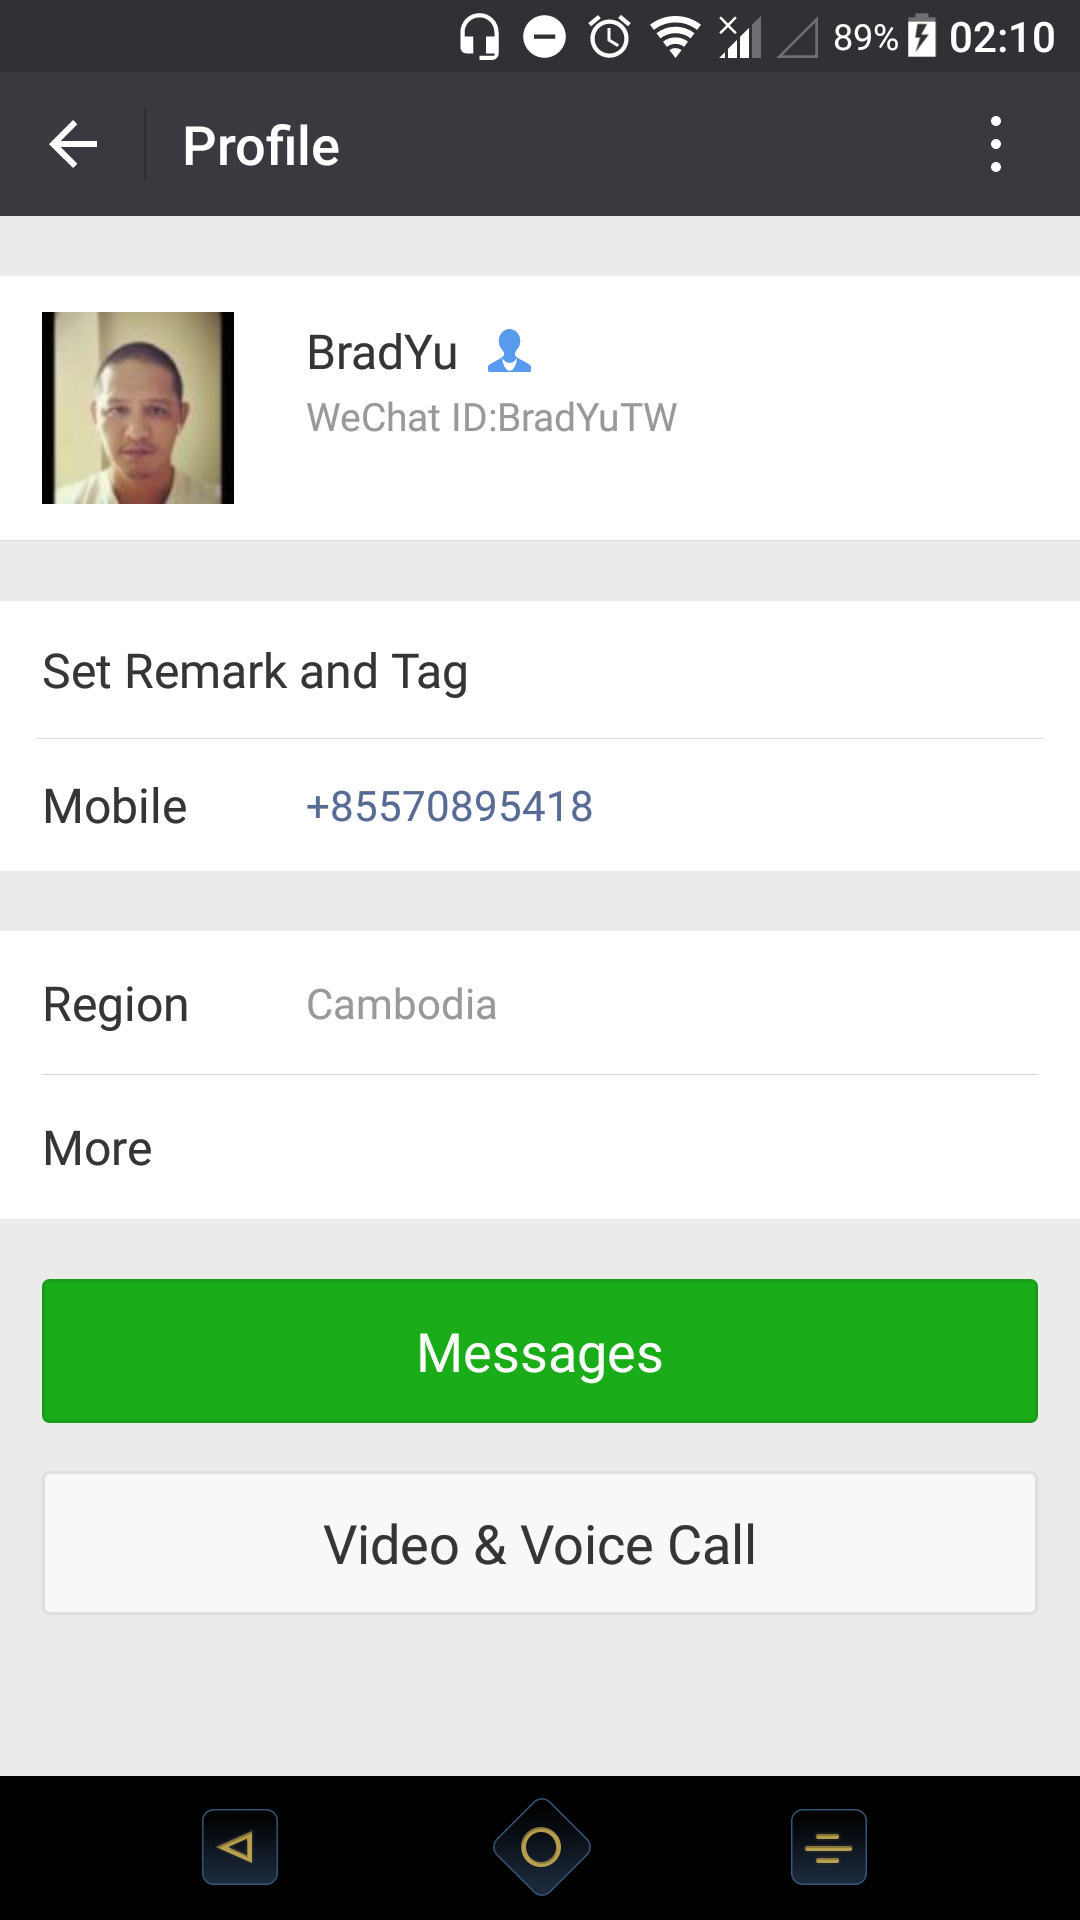 89% 02:10
Profile
BradYu
WeChat ID:BradYuTW
Set Remark and Tag
Mobile +85570895418
Region Cambodia
More
Messages
Video & Voice Call